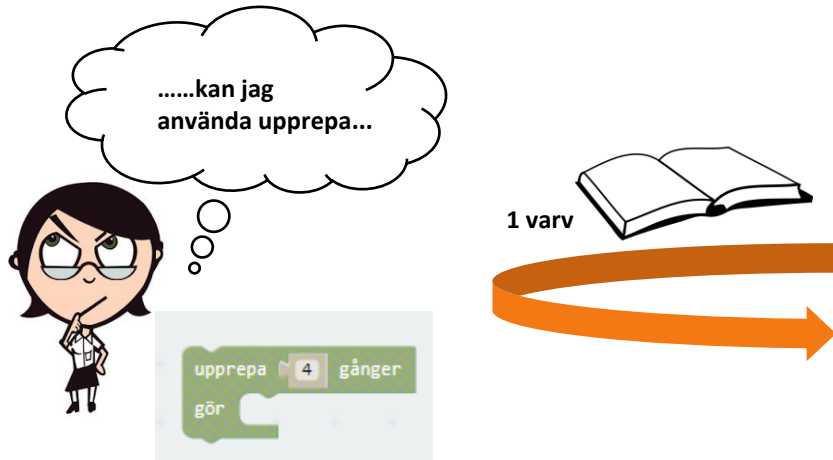 ......kan jag
använda upprepa...
1 varv
upprepa 4 gånger
gör